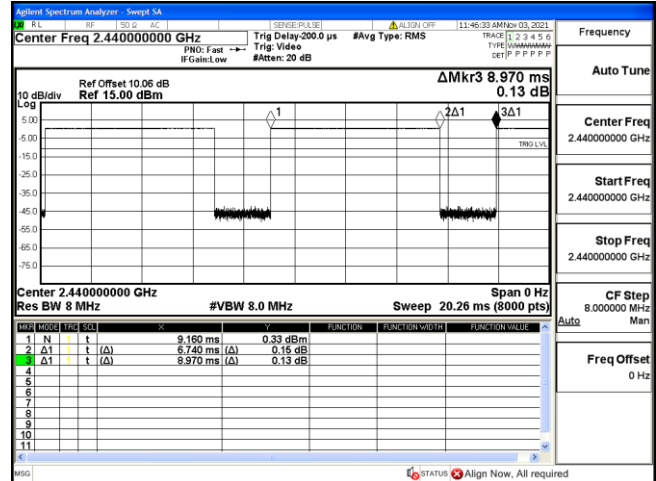 Agilent Spectrum Analyzer - Swept SA
RL RF 50 Ω AC SENSE:PULSE ALIGN OFF 11:46:33 AM Nov 03, 2021
Center Freq 2.440000000 GHz
PNO: Fast
IFGain:Low
Trig Delay-200.0 µs
Trig: Video
#Atten: 20 dB
#Avg Type: RMS
TRACE 1 2 3 4 5 6
TYPE
DET P P P P P P
Ref Offset 10.06 dB
10 dB/div Ref 15.00 dBm
Log
ΔMkr3 8.970 ms
0.13 dB
1
2Δ1
3Δ1
TRIG LVL
5.00
-5.00
-15.0
-25.0
-35.0
-45.0
-55.0
-65.0
-75.0
Center 2.440000000 GHz Span 0 Hz
Res BW 8 MHz #VBW 8.0 MHz Sweep 20.26 ms (8000 pts)
MKR MODE TRC SCL X Y FUNCTION FUNCTION WIDTH FUNCTION VALUE
1 N 1 t 9.160 ms 0.33 dBm
2 Δ1 1 t (Δ) 6.740 ms (Δ) 0.15 dB
3 Δ1 1 t (Δ) 8.970 ms (Δ) 0.13 dB
4
5
6
7
8
9
10
11
MSG STATUS Align Now, All required
Frequency
Auto Tune
Center Freq
2.440000000 GHz
Start Freq
2.440000000 GHz
Stop Freq
2.440000000 GHz
CF Step
8.000000 MHz
Auto Man
Freq Offset
0 Hz